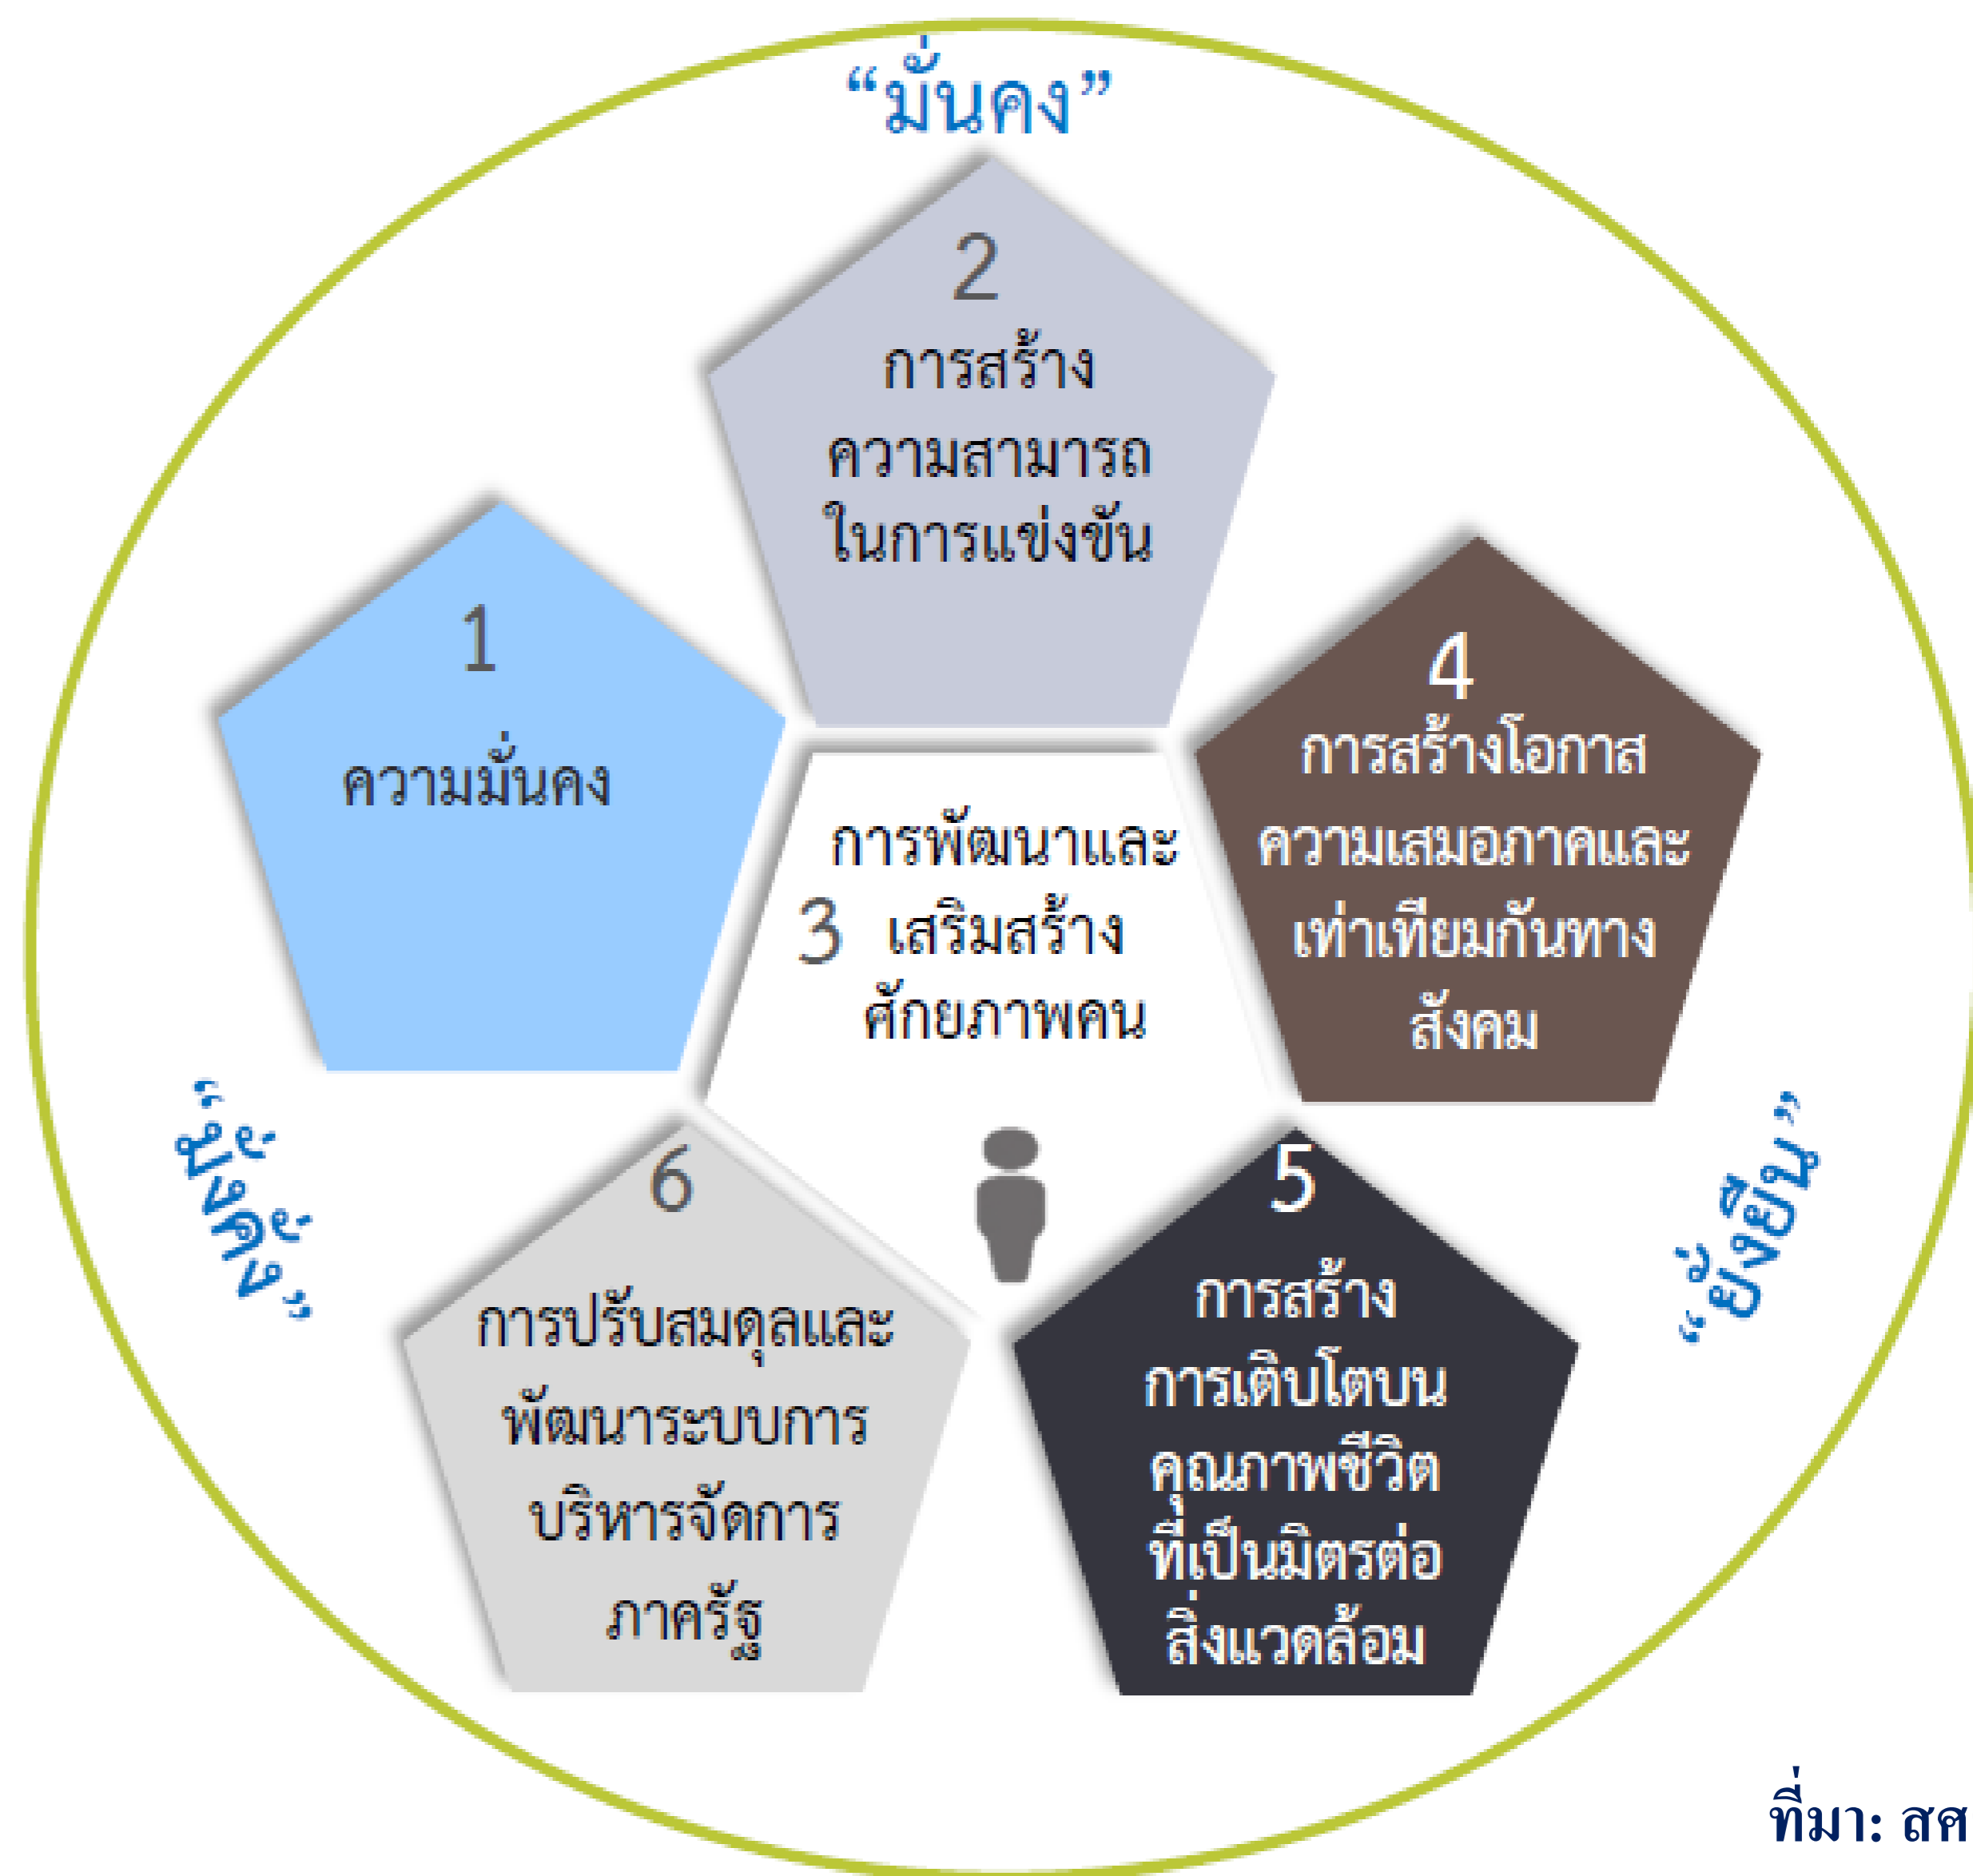 “มั่นคง”
2
การสร้าง
ความสามารถ
ในการแข่งขัน
1
ความมั่นคง
4
การสร้างโอกาส
ความเสมอภาคและ
เท่าเทียมกันทาง
สังคม
การพัฒนาและ
3 เสริมสร้าง
ศักยภาพคน
“มั่งคั่ง”
“ยั่งยืน”
6
การปรับสมดุลและ
พัฒนาระบบการ
บริหารจัดการ
ภาครัฐ
5
การสร้าง
การเติบโตบน
คุณภาพชีวิต
ที่เป็นมิตรต่อ
สิ่งแวดล้อม
ที่มา: สศ